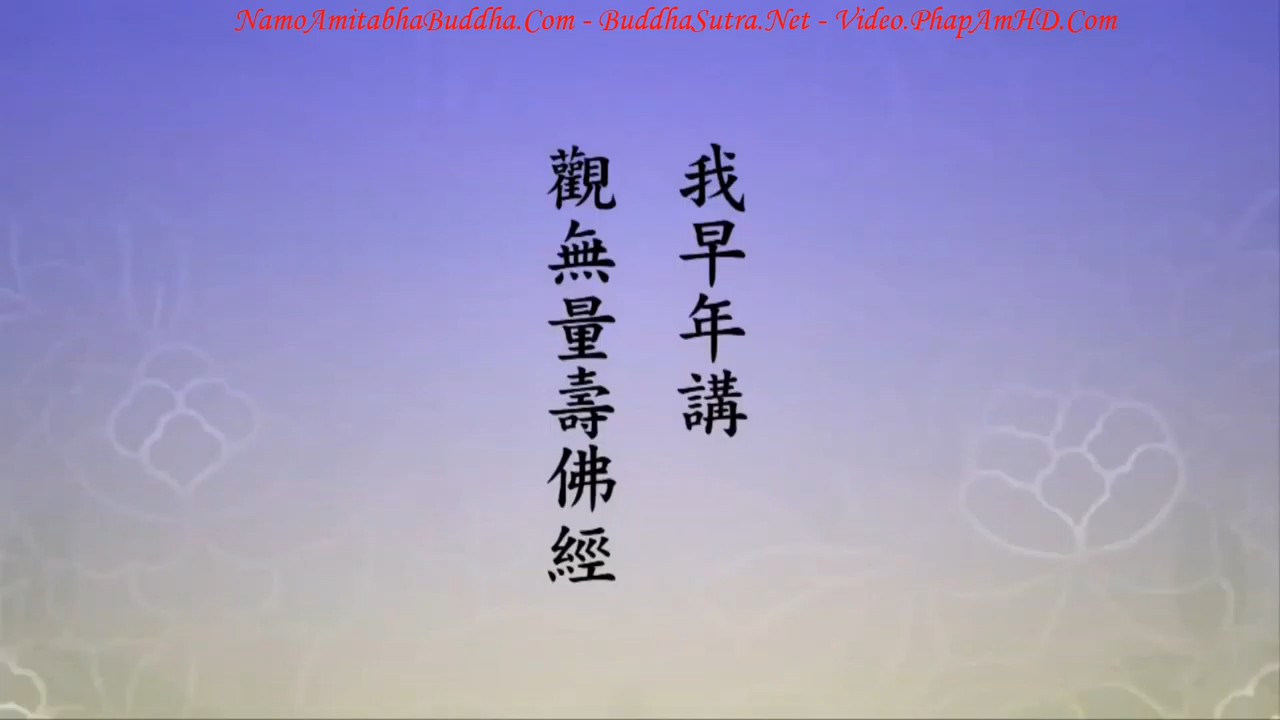 NamoAmitabhaBuddha.Com - BuddhaSutra.Net - Video.PhapAmHD.Com
我早年講
觀無量壽佛經